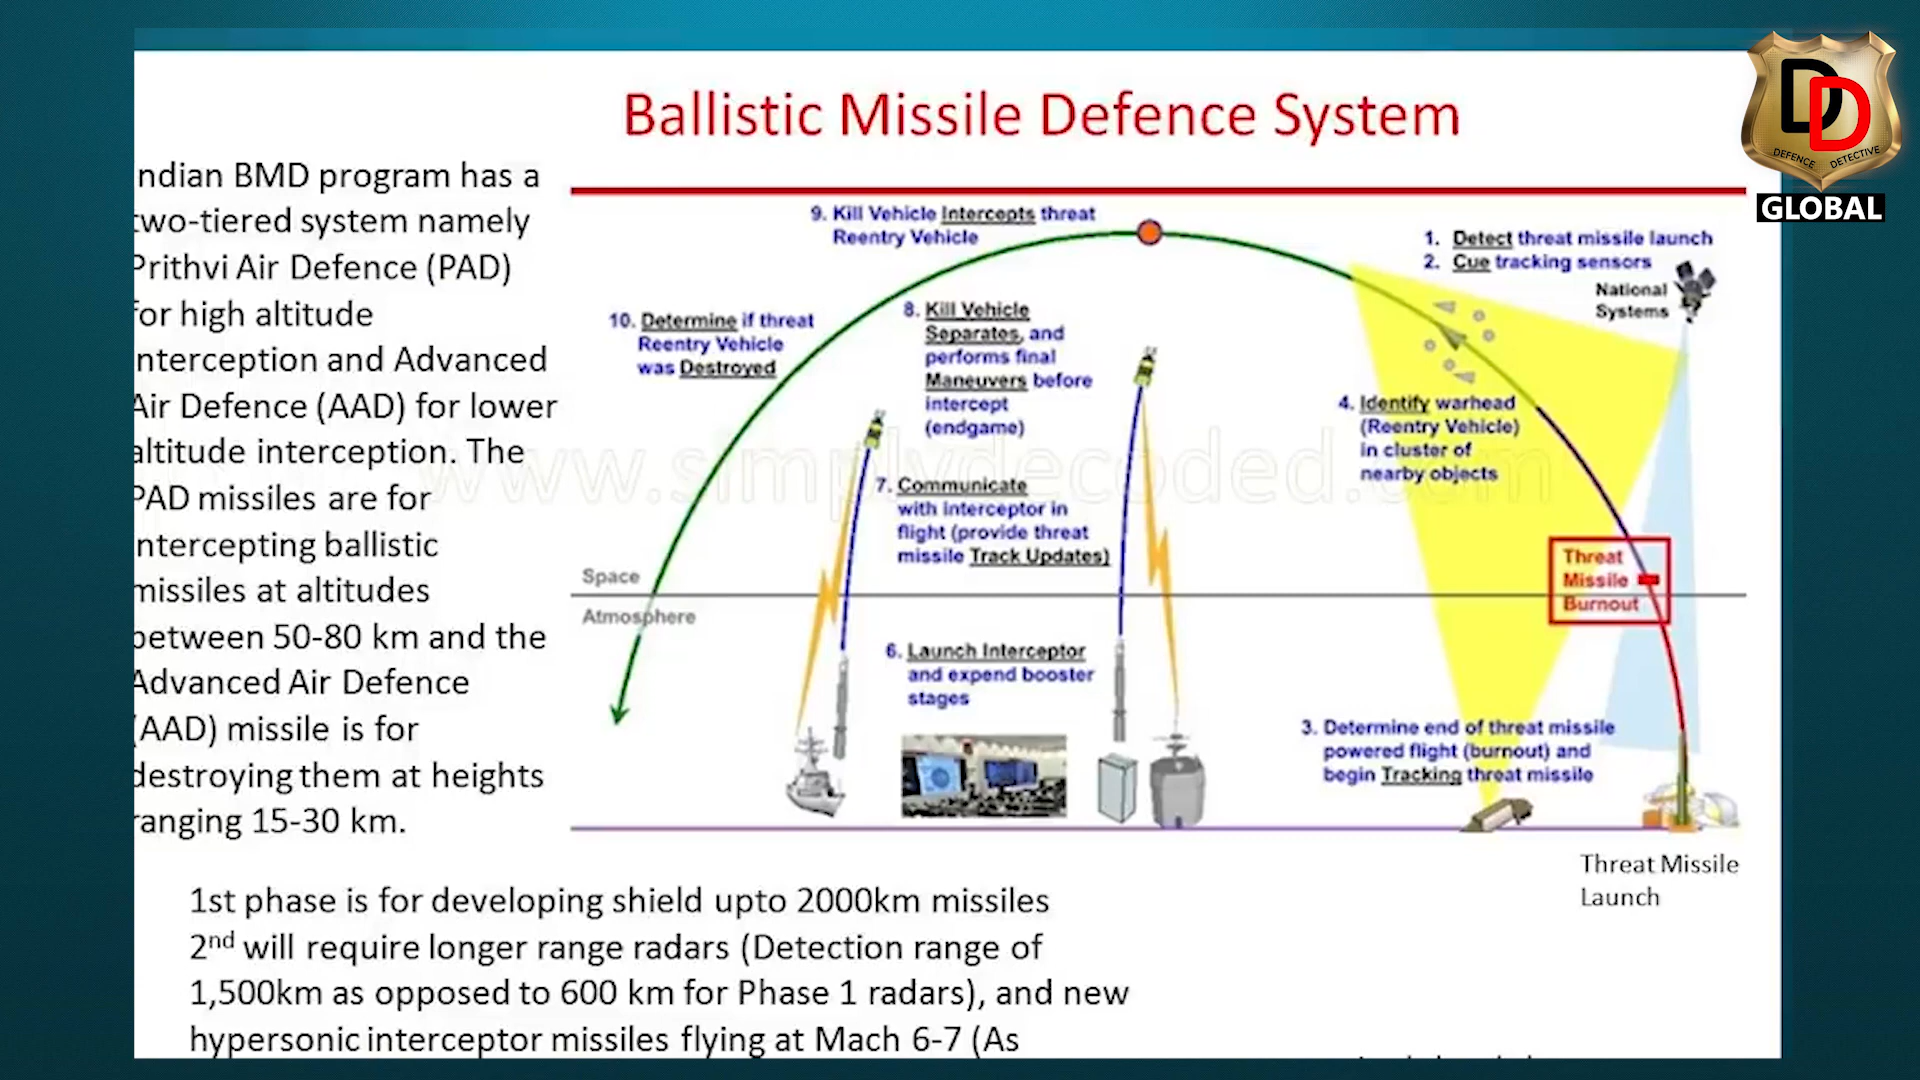 Ballistic Missile Defence System
DD
DEFENCE DETECTIVE
GLOBAL
ndian BMD program has a
two-tiered system namely
Prithvi Air Defence (PAD)
for high altitude
nterception and Advanced
Air Defence (AAD) for lower
altitude interception. The
PAD missiles are for
ntercepting ballistic
missiles at altitudes
between 50-80 km and the
Advanced Air Defence
(AAD) missile is for
destroying them at heights
ranging 15-30 km.
9. Kill Vehicle Intercepts threat
Reentry Vehicle
1. Detect threat missile launch
2. Cue tracking sensors
National
Systems
10. Determine if threat
Reentry Vehicle
was Destroyed
8. Kill Vehicle
Separates, and
performs final
Maneuvers before
intercept
(endgame)
4. Identify warhead
(Reentry Vehicle)
in cluster of
nearby objects
www.simplydecoded.com
7. Communicate
with interceptor in
flight (provide threat
missile Track Updates)
Threat
Missile
Burnout
Space
Atmosphere
6. Launch Interceptor
and expend booster
stages
3. Determine end of threat missile
powered flight (burnout) and
begin Tracking threat missile
Threat Missile
Launch
1st phase is for developing shield upto 2000km missiles
2nd will require longer range radars (Detection range of
1,500km as opposed to 600 km for Phase 1 radars), and new
hypersonic interceptor missiles flying at Mach 6-7 (As